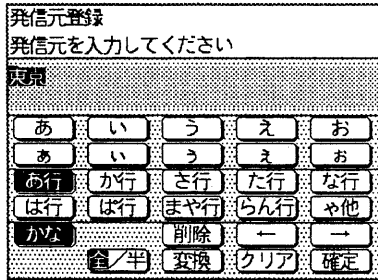 発信元登録
発信元を入力してください
東京
あ い う え お
ぁ ぃ ぅ ぇ ぉ
あ行 か行 さ行 た行 な行
は行 ぱ行 まや行 らん行 ゃ他
かな 削除 ← →
全/半 変換 クリア 確定